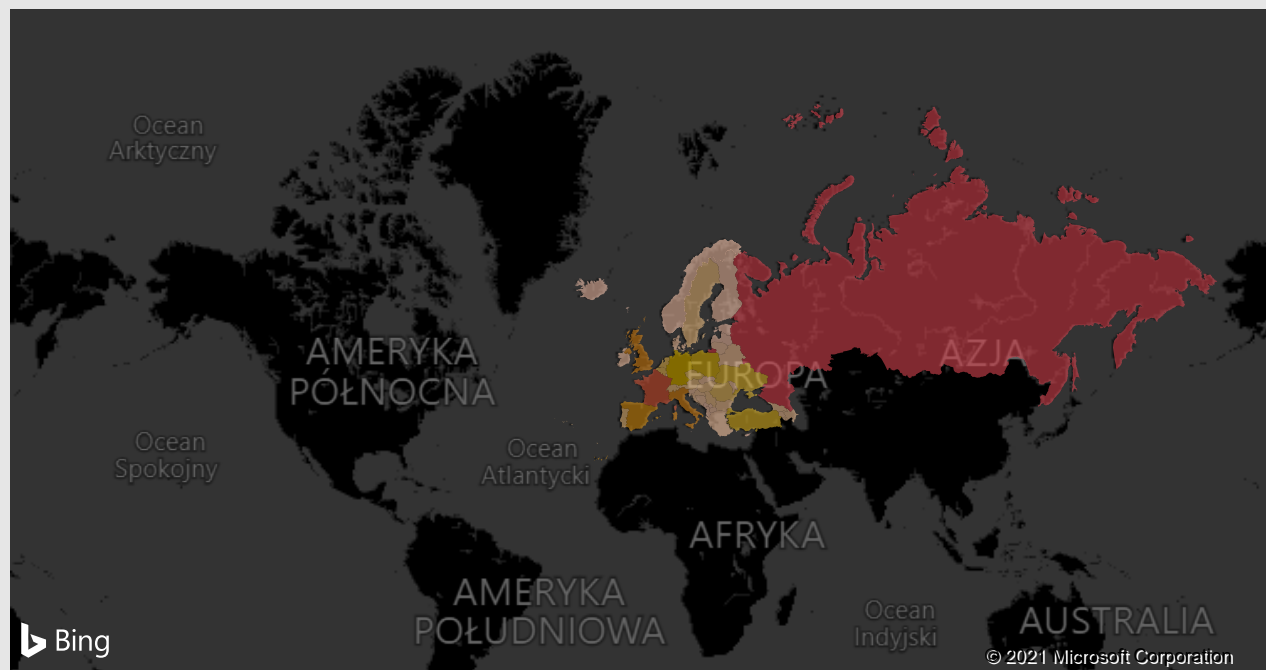 Ocean
Arktyczny
AMERYKA
PÓŁNOCNA
EUROPA
AZJA
Ocean
Spokojny
Ocean
Atlantycki
AFRYKA
AMERYKA
POŁUDNIOWA
Ocean
Indyjski
AUSTRALIA
Bing
© 2021 Microsoft Corporation